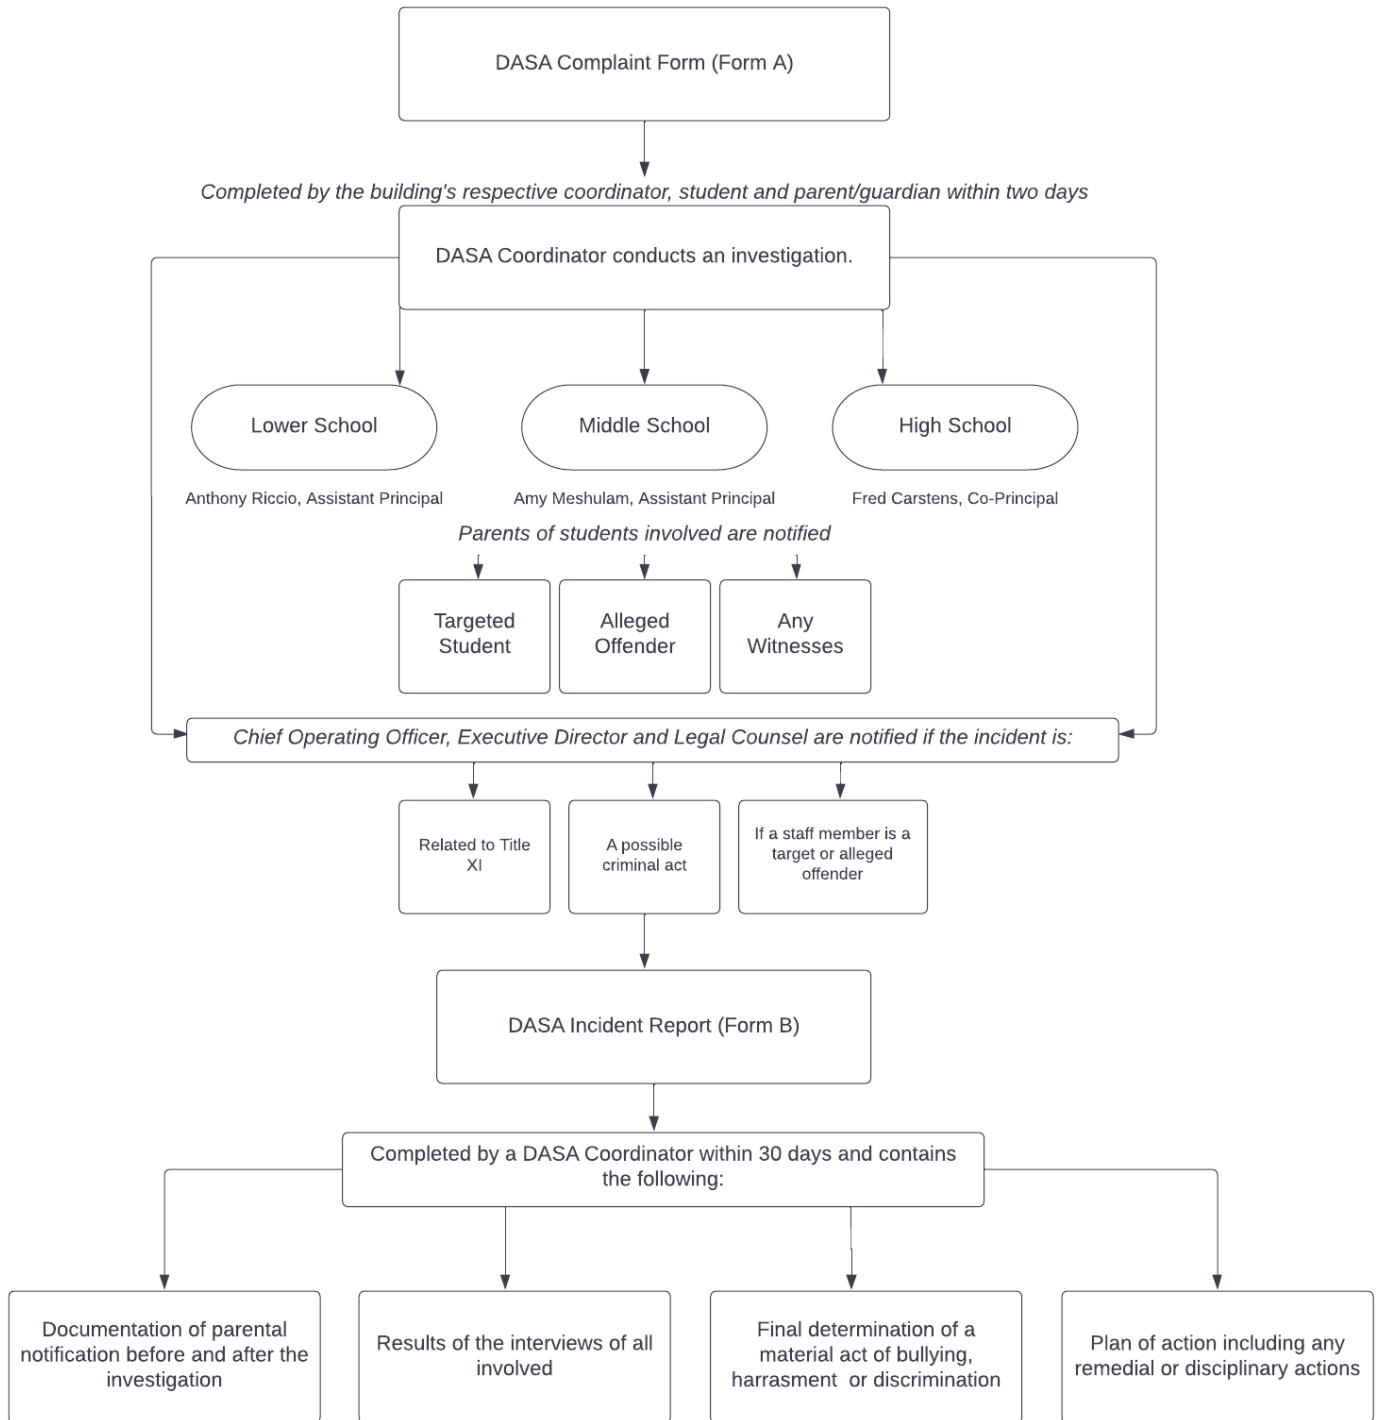 DASA Complaint Form (Form A)
Completed by the building's respective coordinator, student and parent/guardian within two days
DASA Coordinator conducts an investigation.
Lower School
Middle School
High School
Anthony Riccio, Assistant Principal
Amy Meshulam, Assistant Principal
Fred Carstens, Co-Principal
Parents of students involved are notified
Targeted
Student
Alleged
Offender
Any
Witnesses
Chief Operating Officer, Executive Director and Legal Counsel are notified if the incident is:
Related to Title
XI
A possible
criminal act
If a staff member is a
target or alleged
offender
DASA Incident Report (Form B)
Completed by a DASA Coordinator within 30 days and contains
the following:
Documentation of parental
notification before and after the
investigation
Results of the interviews of all
involved
Final determination of a
material act of bullying,
harrasment  or discrimination
Plan of action including any
remedial or disciplinary actions